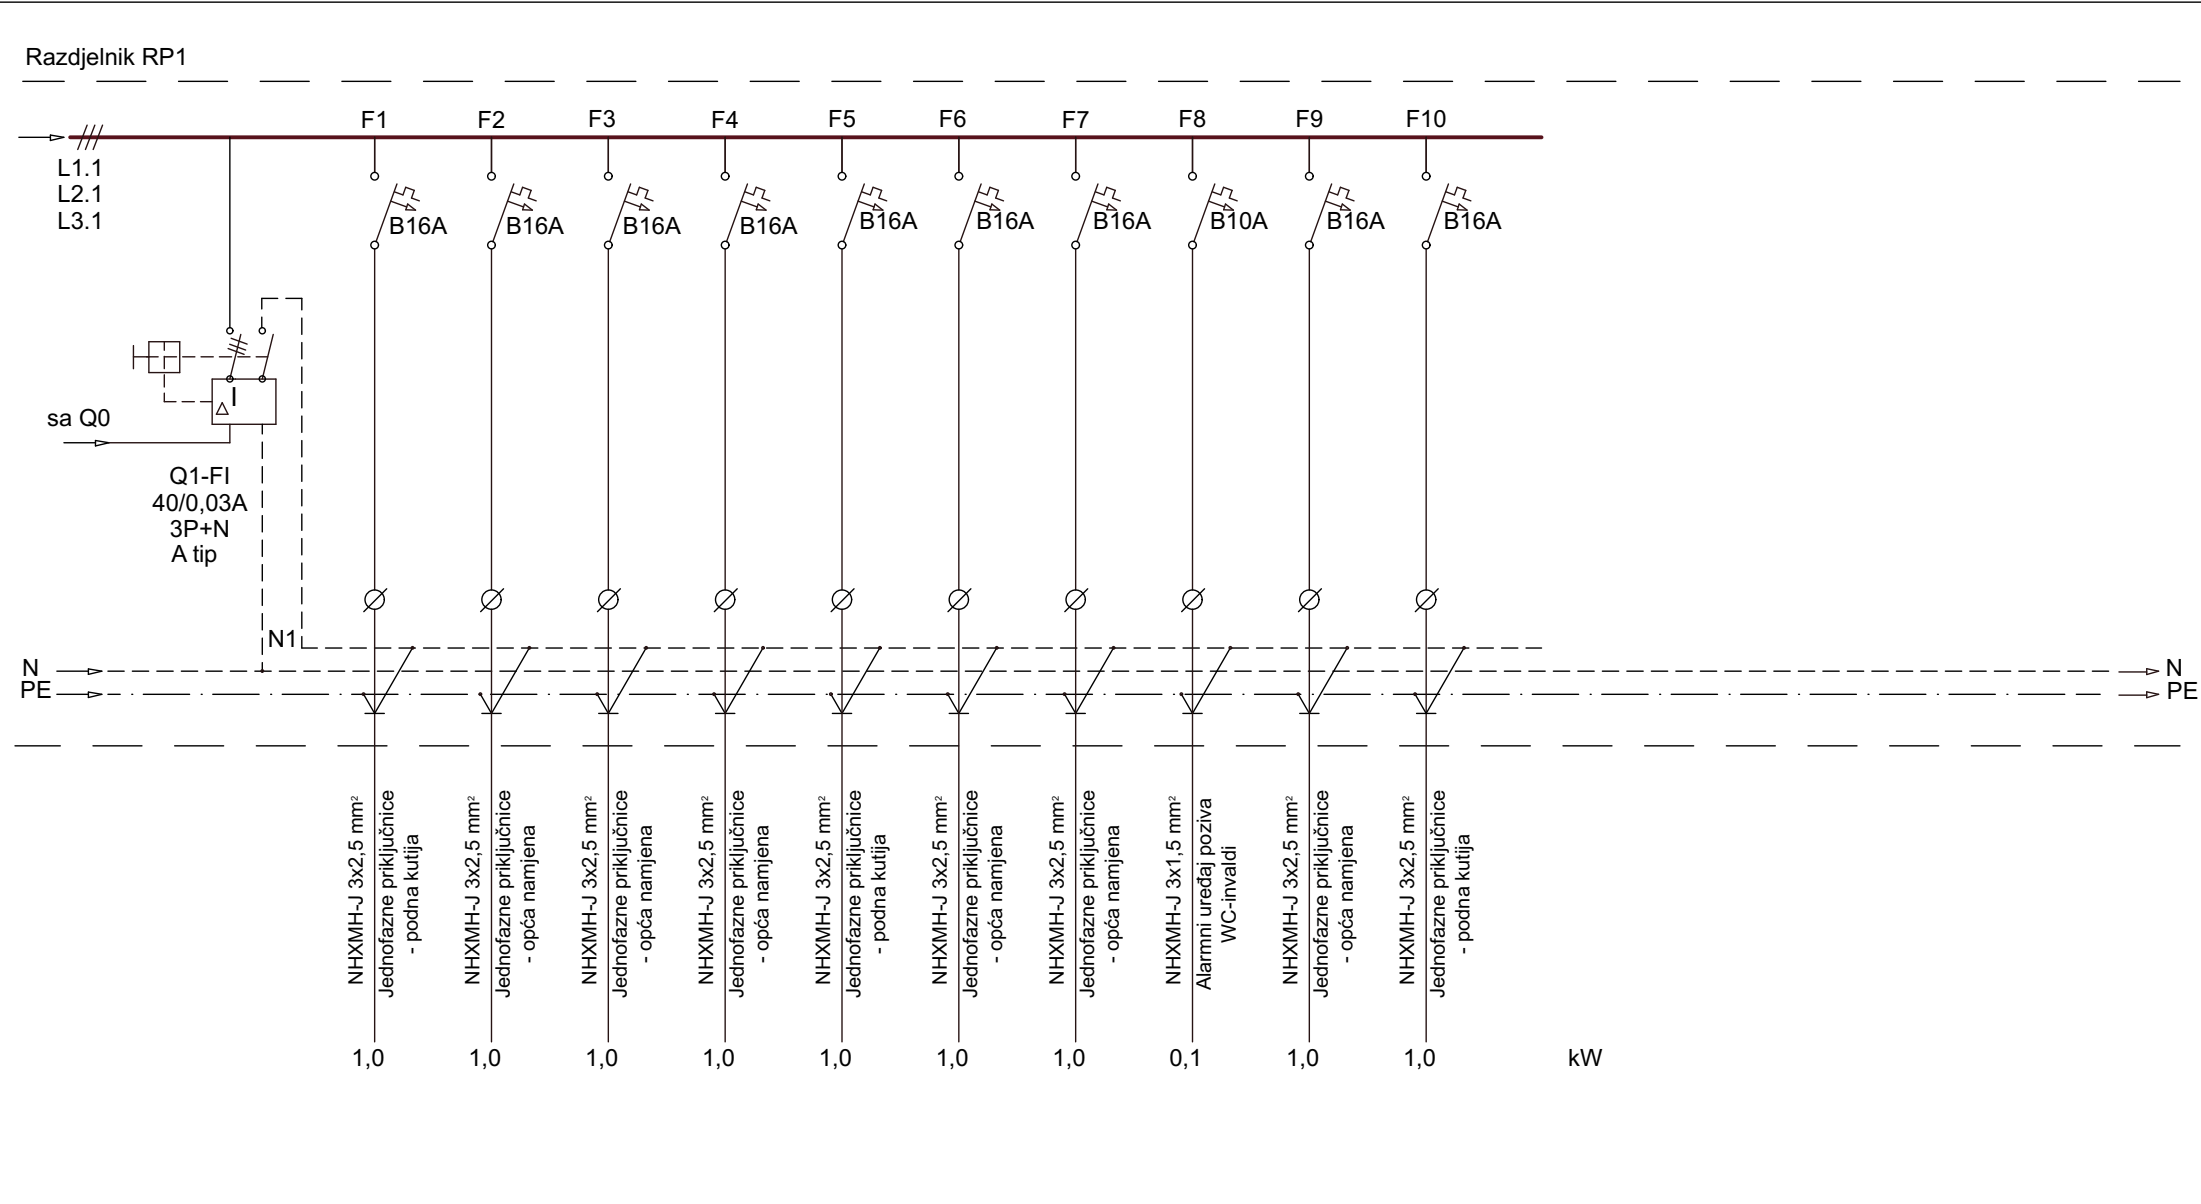 Razdjelnik RP1
F1 F2 F3 F4 F5 F6 F7 F8 F9 F10
L1.1
L2.1
L3.1
B16A B16A B16A B16A B16A B16A B16A B10A B16A B16A
I
sa Q0
Q1-FI
40/0,03A
3P+N
A tip
N1
N N
PE PE
NHXMH-J 3x2,5 mm²
Jednofazne priključnice
- podna kutija
NHXMH-J 3x2,5 mm²
Jednofazne priključnice
- opća namjena
NHXMH-J 3x2,5 mm²
Jednofazne priključnice
- opća namjena
NHXMH-J 3x2,5 mm²
Jednofazne priključnice
- opća namjena
NHXMH-J 3x2,5 mm²
Jednofazne priključnice
- podna kutija
NHXMH-J 3x2,5 mm²
Jednofazne priključnice
- opća namjena
NHXMH-J 3x2,5 mm²
Jednofazne priključnice
- opća namjena
NHXMH-J 3x1,5 mm²
Alarmni uređaj poziva
WC-invaldi
NHXMH-J 3x2,5 mm²
Jednofazne priključnice
- opća namjena
NHXMH-J 3x2,5 mm²
Jednofazne priključnice
- podna kutija
1,0 1,0 1,0 1,0 1,0 1,0 1,0 0,1 1,0 1,0 kW